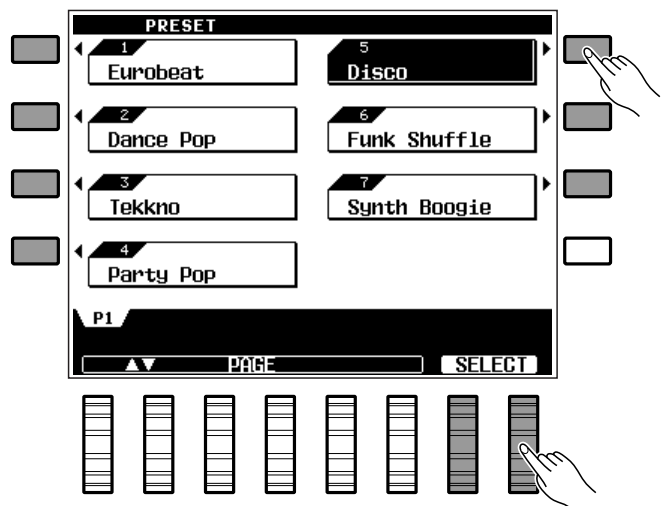 PRESET
1
Eurobeat
5
Disco
2
Dance Pop
6
Funk Shuffle
3
Tekkno
7
Synth Boogie
4
Party Pop
P1
▲▼ PAGE SELECT